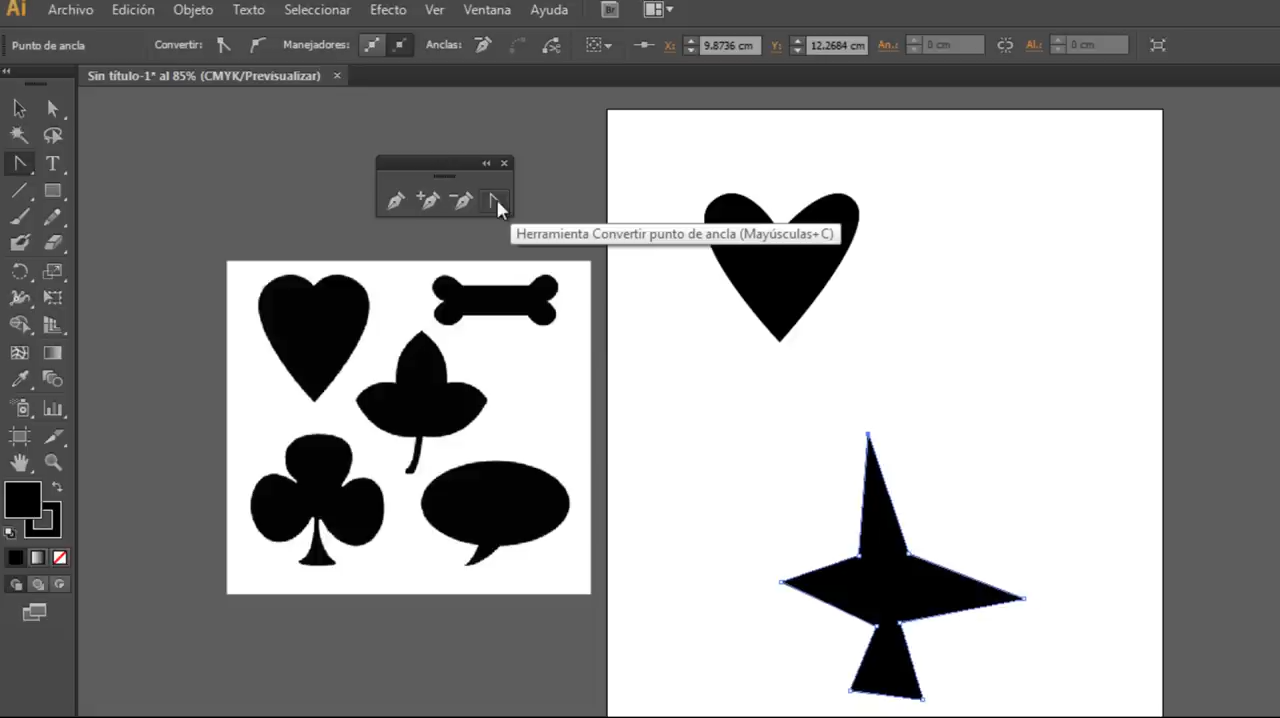 Ai Archivo Edición Objeto Texto Seleccionar Efecto Ver Ventana Ayuda Br
Punto de ancla Convertir: Manejadores: Anclas: X: 9.8736 cm Y: 12.2684 cm An.: 0 cm Al.: 0 cm
Sin título-1* al 85% (CMYK/Previsualizar) ×
Herramienta Convertir punto de ancla (Mayúsculas+C)